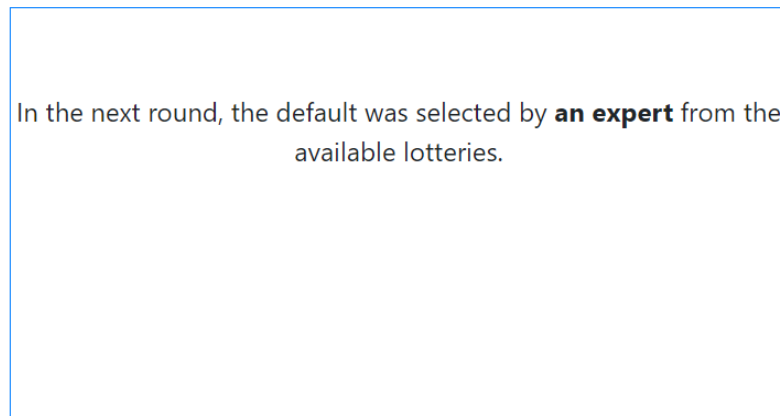 In the next round, the default was selected by an expert from the
available lotteries.